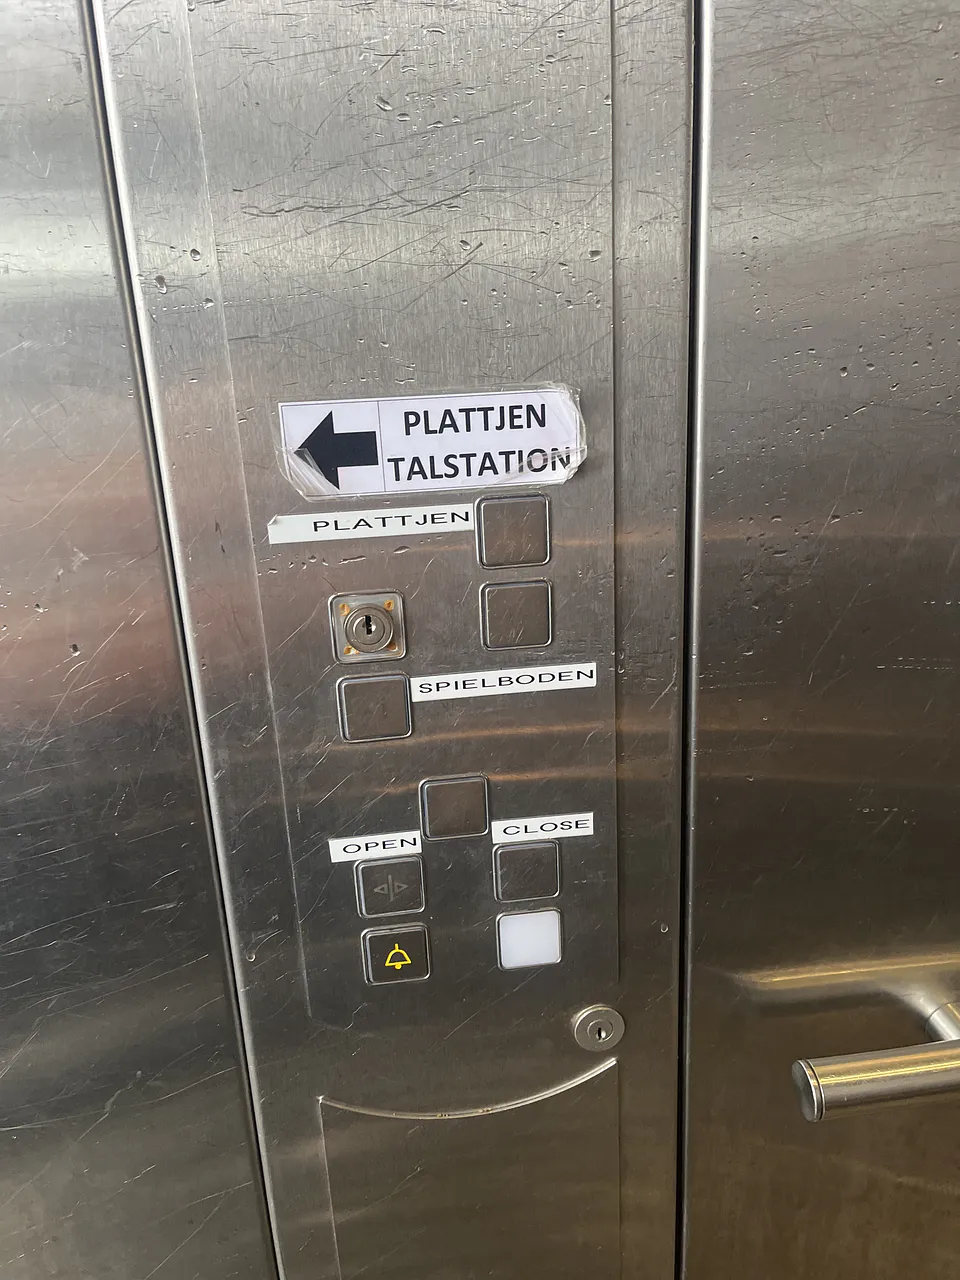 PLATTJEN
TALSTATION
PLATTJEN
SPIELBODEN
OPEN
CLOSE